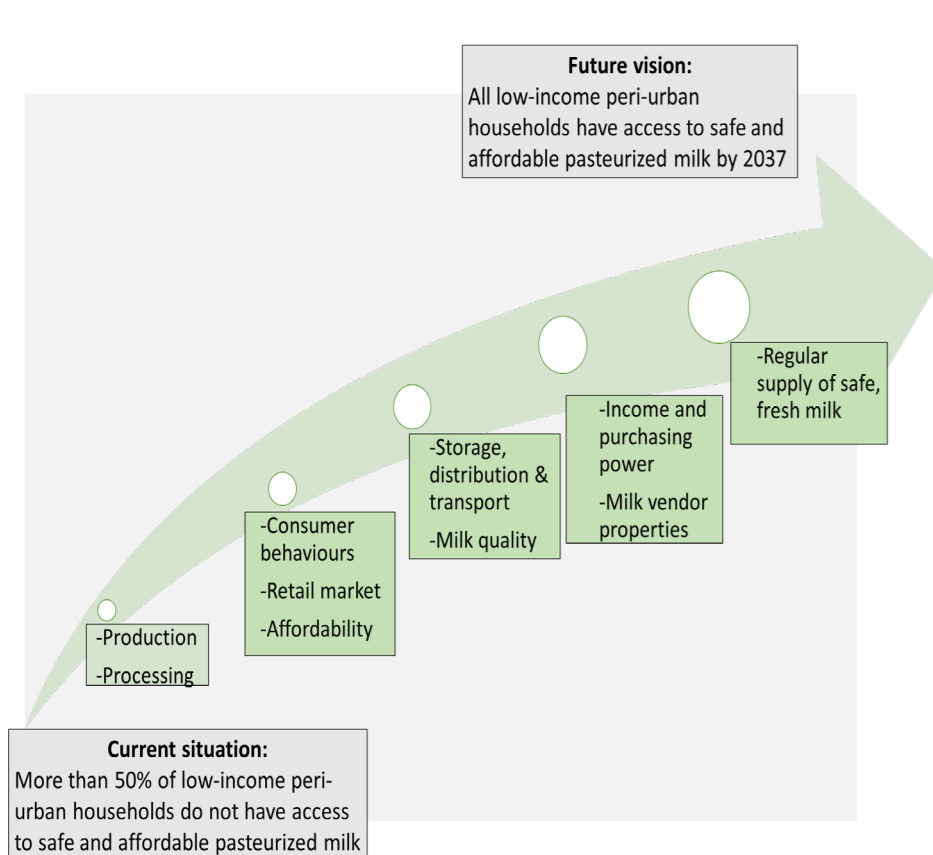 Future vision:
All low-income peri-urban
households have access to safe and
affordable pasteurized milk by 2037
-Regular
supply of safe,
fresh milk
-Income and
purchasing
power
-Milk vendor
properties
-Storage,
distribution &
transport
-Milk quality
-Consumer
behaviours
-Retail market
-Affordability
-Production
-Processing
Current situation:
More than 50% of low-income peri-
urban households do not have access
to safe and affordable pasteurized milk